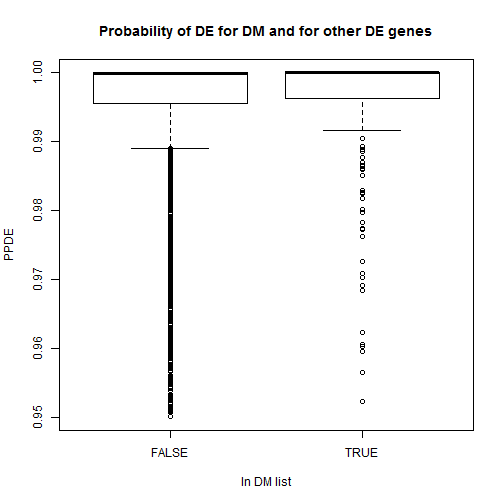 Probability of DE for DM and for other DE genes
PPDE
1.00
0.99
0.98
0.97
0.96
0.95
FALSE
TRUE
In DM list